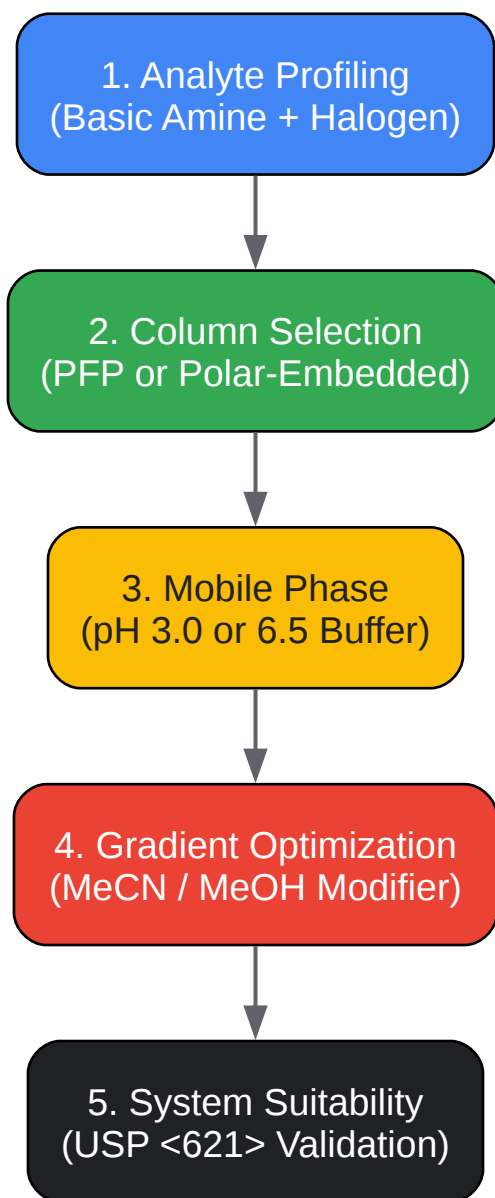 1. Analyte Profiling
(Basic Amine + Halogen)
2. Column Selection
(PFP or Polar-Embedded)
3. Mobile Phase
(pH 3.0 or 6.5 Buffer)
4. Gradient Optimization
(MeCN / MeOH Modifier)
5. System Suitability
(USP <621> Validation)